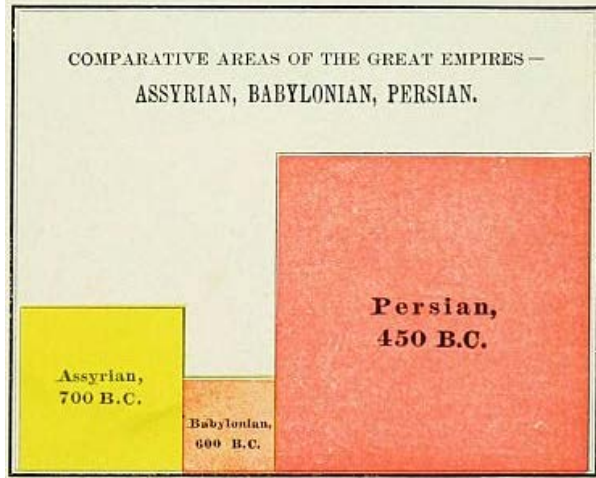 COMPARATIVE AREAS OF THE GREAT EMPIRES—
ASSYRIAN, BABYLONIAN, PERSIAN.
Persian,
450 B.C.
Assyrian,
700 B.C.
Babylonian,
600 B.C.